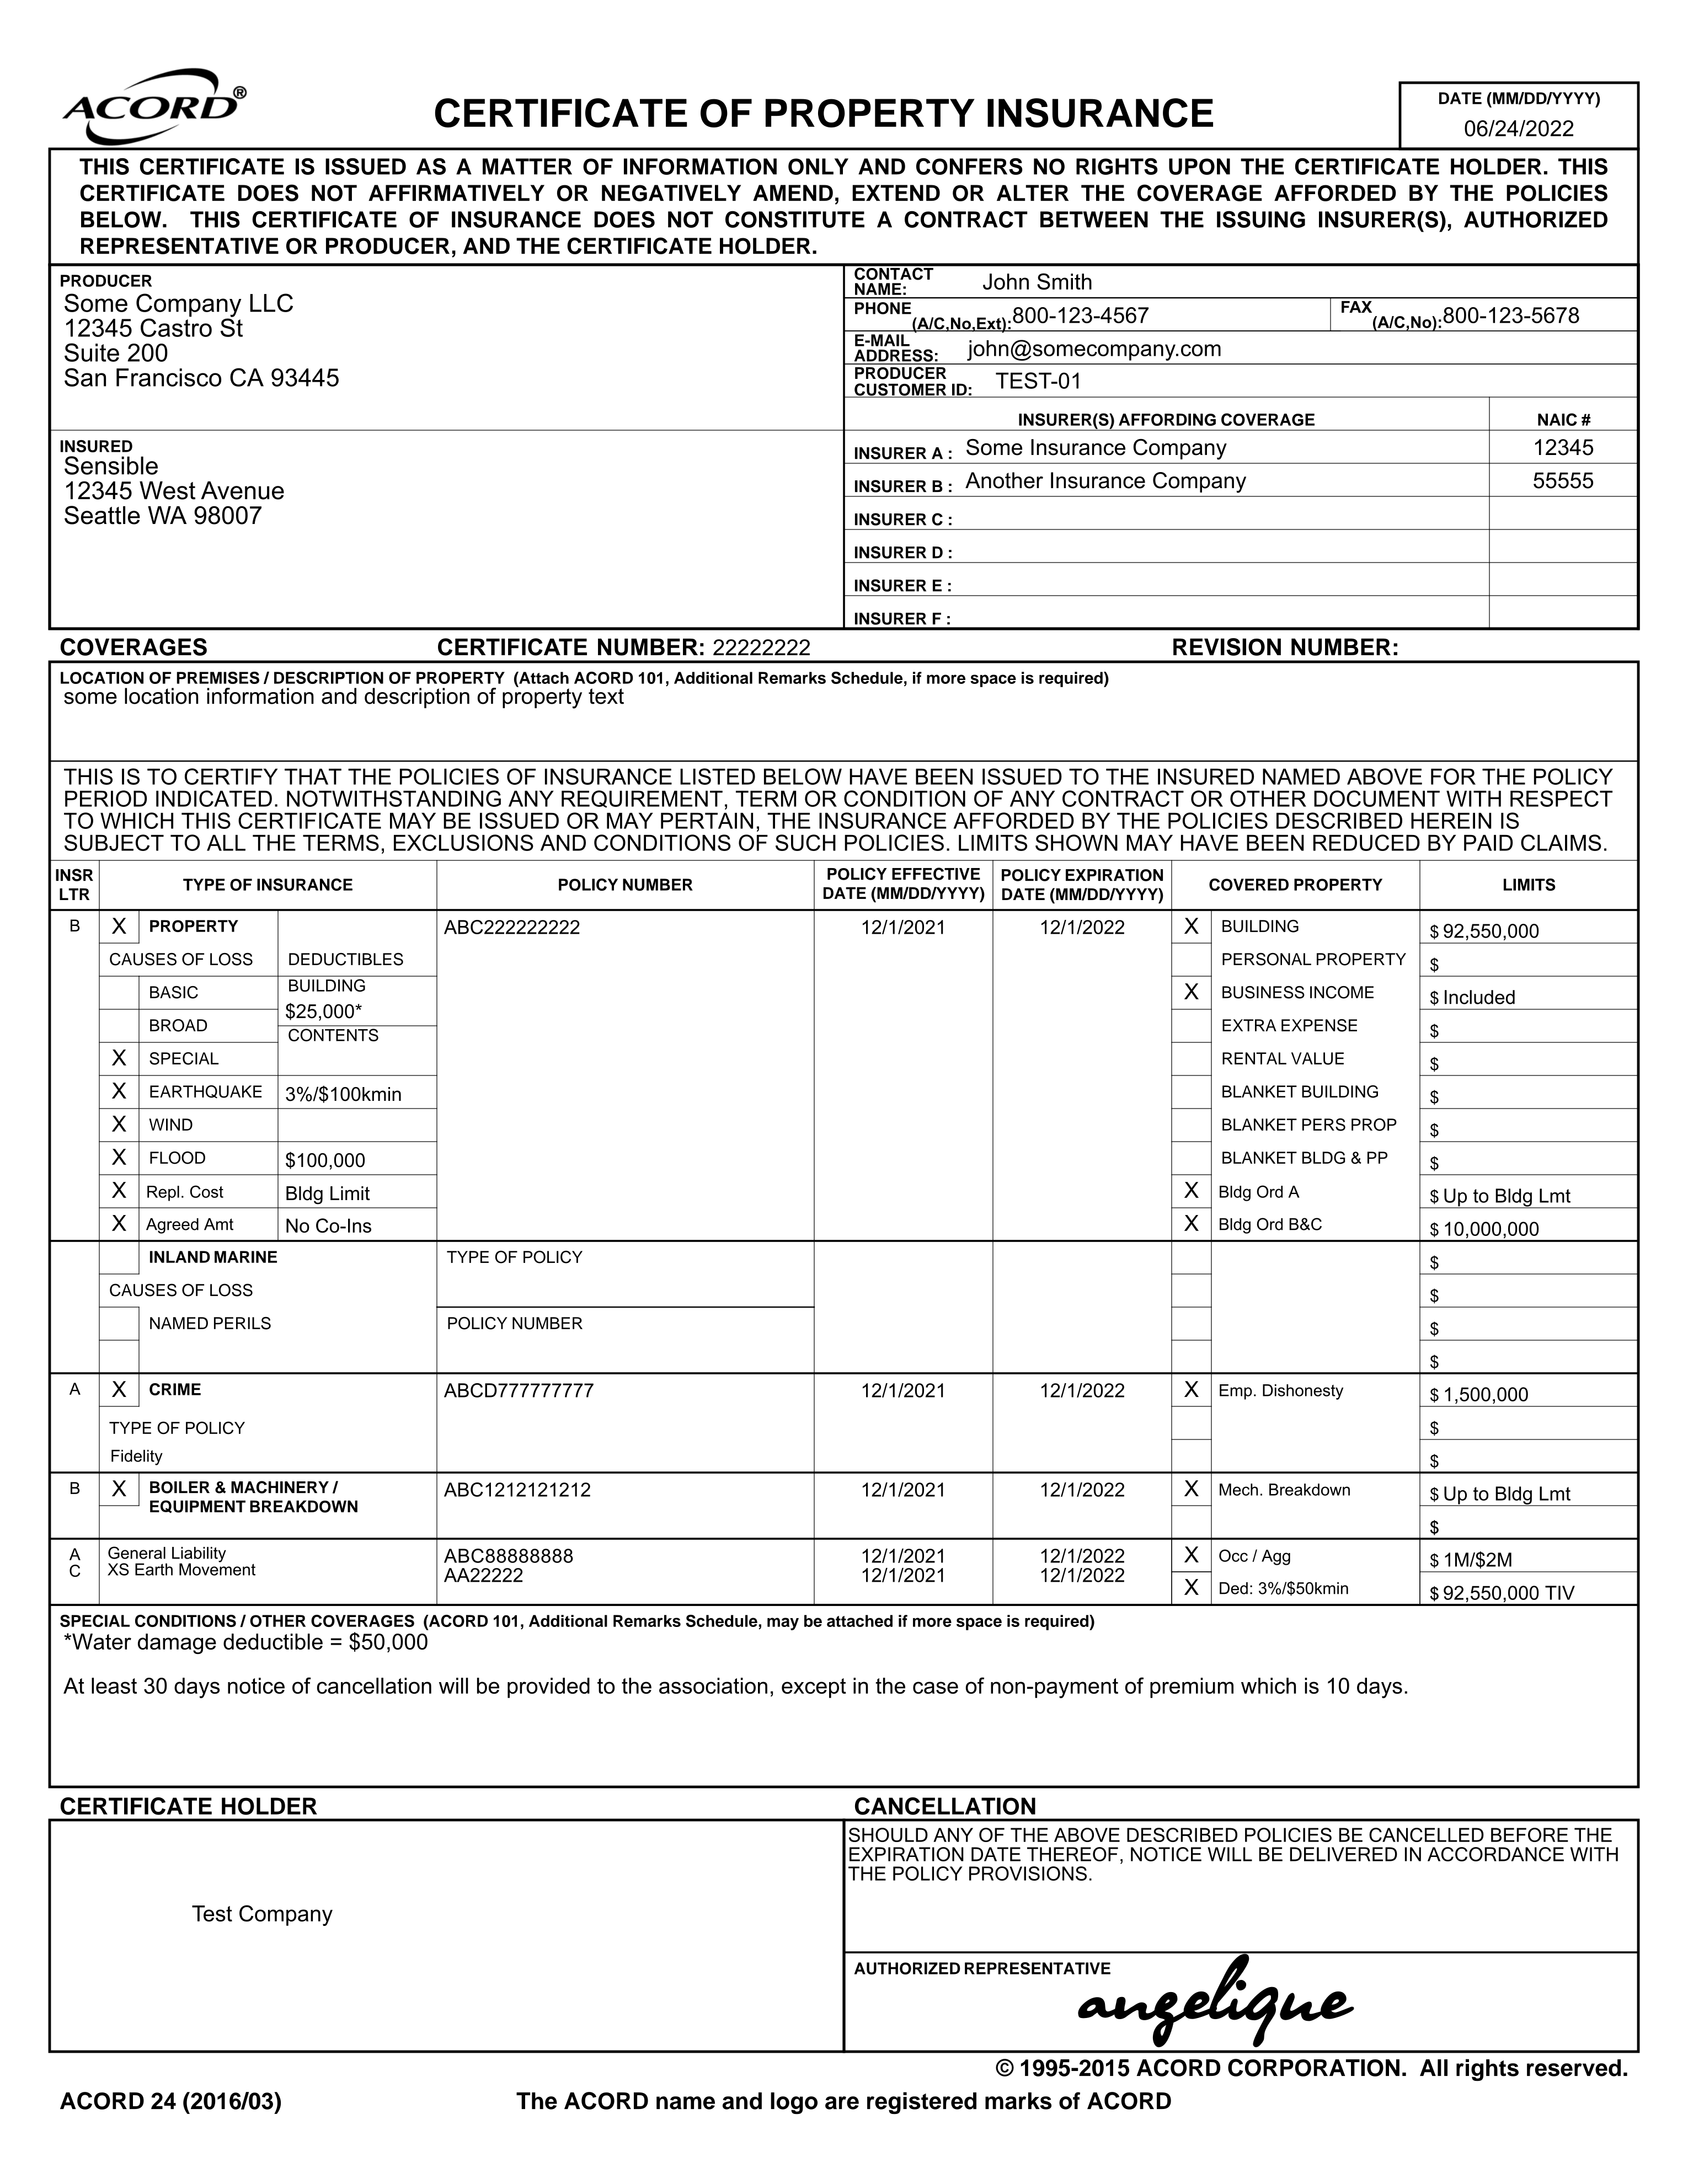 ACORD®
CERTIFICATE OF PROPERTY INSURANCE
DATE (MM/DD/YYYY)
06/24/2022
THIS CERTIFICATE IS ISSUED AS A MATTER OF INFORMATION ONLY AND CONFERS NO RIGHTS UPON THE CERTIFICATE HOLDER. THIS
CERTIFICATE DOES NOT AFFIRMATIVELY OR NEGATIVELY AMEND, EXTEND OR ALTER THE COVERAGE AFFORDED BY THE POLICIES
BELOW. THIS CERTIFICATE OF INSURANCE DOES NOT CONSTITUTE A CONTRACT BETWEEN THE ISSUING INSURER(S), AUTHORIZED
REPRESENTATIVE OR PRODUCER, AND THE CERTIFICATE HOLDER.
PRODUCER
Some Company LLC
12345 Castro St
Suite 200
San Francisco CA 93445
CONTACT
NAME: John Smith
PHONE
(A/C,No,Ext): 800-123-4567
FAX
(A/C,No): 800-123-5678
E-MAIL
ADDRESS: john@somecompany.com
PRODUCER
CUSTOMER ID: TEST-01
INSURER(S) AFFORDING COVERAGE NAIC #
INSURED
Sensible
12345 West Avenue
Seattle WA 98007
INSURER A : Some Insurance Company 12345
INSURER B : Another Insurance Company 55555
INSURER C :
INSURER D :
INSURER E :
INSURER F :
COVERAGES CERTIFICATE NUMBER: 22222222 REVISION NUMBER:
LOCATION OF PREMISES / DESCRIPTION OF PROPERTY (Attach ACORD 101, Additional Remarks Schedule, if more space is required)
some location information and description of property text
THIS IS TO CERTIFY THAT THE POLICIES OF INSURANCE LISTED BELOW HAVE BEEN ISSUED TO THE INSURED NAMED ABOVE FOR THE POLICY
PERIOD INDICATED. NOTWITHSTANDING ANY REQUIREMENT, TERM OR CONDITION OF ANY CONTRACT OR OTHER DOCUMENT WITH RESPECT
TO WHICH THIS CERTIFICATE MAY BE ISSUED OR MAY PERTAIN, THE INSURANCE AFFORDED BY THE POLICIES DESCRIBED HEREIN IS
SUBJECT TO ALL THE TERMS, EXCLUSIONS AND CONDITIONS OF SUCH POLICIES. LIMITS SHOWN MAY HAVE BEEN REDUCED BY PAID CLAIMS.
INSR
LTR
TYPE OF INSURANCE
POLICY NUMBER
POLICY EFFECTIVE
DATE (MM/DD/YYYY)
POLICY EXPIRATION
DATE (MM/DD/YYYY)
COVERED PROPERTY
LIMITS
B X PROPERTY ABC222222222 12/1/2021 12/1/2022 X BUILDING $ 92,550,000
CAUSES OF LOSS DEDUCTIBLES PERSONAL PROPERTY $
BASIC BUILDING X BUSINESS INCOME $ Included
$25,000*
BROAD CONTENTS EXTRA EXPENSE $
X SPECIAL RENTAL VALUE $
X EARTHQUAKE 3%/$100kmin BLANKET BUILDING $
X WIND BLANKET PERS PROP $
X FLOOD $100,000 BLANKET BLDG & PP $
X Repl. Cost Bldg Limit X Bldg Ord A $ Up to Bldg Lmt
X Agreed Amt No Co-Ins X Bldg Ord B&C $ 10,000,000
INLAND MARINE TYPE OF POLICY $
CAUSES OF LOSS $
NAMED PERILS POLICY NUMBER $
$
A X CRIME ABCD777777777 12/1/2021 12/1/2022 X Emp. Dishonesty $ 1,500,000
TYPE OF POLICY $
Fidelity $
B X BOILER & MACHINERY / ABC1212121212 12/1/2021 12/1/2022 X Mech. Breakdown $ Up to Bldg Lmt
EQUIPMENT BREAKDOWN $
A General Liability ABC88888888 12/1/2021 12/1/2022 X Occ / Agg $ 1M/$2M
C XS Earth Movement AA22222 12/1/2021 12/1/2022 X Ded: 3%/$50kmin $ 92,550,000 TIV
SPECIAL CONDITIONS / OTHER COVERAGES (ACORD 101, Additional Remarks Schedule, may be attached if more space is required)
*Water damage deductible = $50,000
At least 30 days notice of cancellation will be provided to the association, except in the case of non-payment of premium which is 10 days.
CERTIFICATE HOLDER
Test Company
CANCELLATION
SHOULD ANY OF THE ABOVE DESCRIBED POLICIES BE CANCELLED BEFORE THE
EXPIRATION DATE THEREOF, NOTICE WILL BE DELIVERED IN ACCORDANCE WITH
THE POLICY PROVISIONS.
AUTHORIZED REPRESENTATIVE
angelique
© 1995-2015 ACORD CORPORATION. All rights reserved.
ACORD 24 (2016/03) The ACORD name and logo are registered marks of ACORD